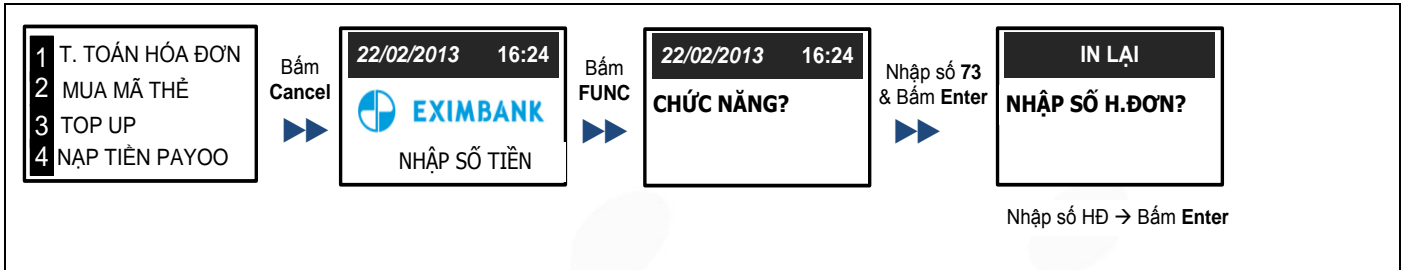 1 T. TOÁN HÓA ĐƠN
2 MUA MÃ THẺ
3 TOP UP
4 NẠP TIỀN PAYOO
Bấm
Cancel
22/02/2013 16:24
EXIMBANK
NHẬP SỐ TIỀN
Bấm
FUNC
22/02/2013 16:24
CHỨC NĂNG?
Nhập số 73
& Bấm Enter
IN LẠI
NHẬP SỐ H.ĐƠN?
Nhập số HĐ → Bấm Enter